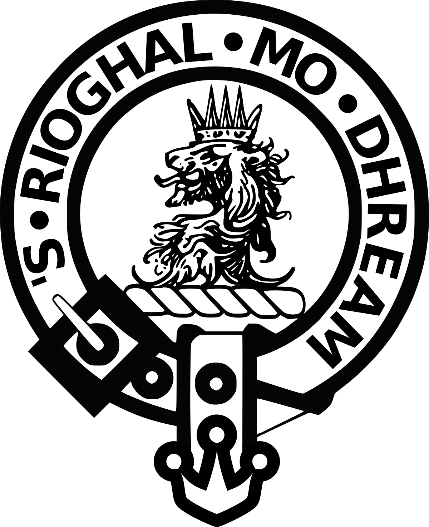 'S • RIOGHAL • MO • DHREAM